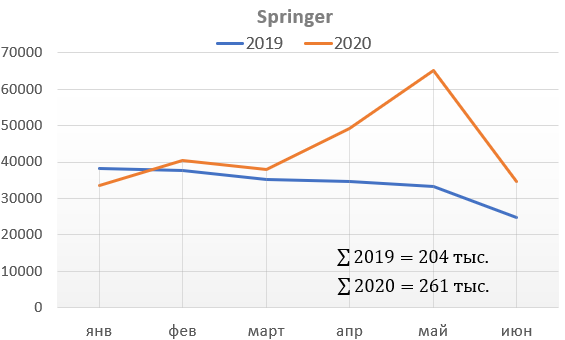 Springer
2019 2020
70000
60000
50000
40000
30000
20000
10000
0
∑ 2019 = 204 тыс.
∑ 2020 = 261 тыс.
янв фев март апр май июн